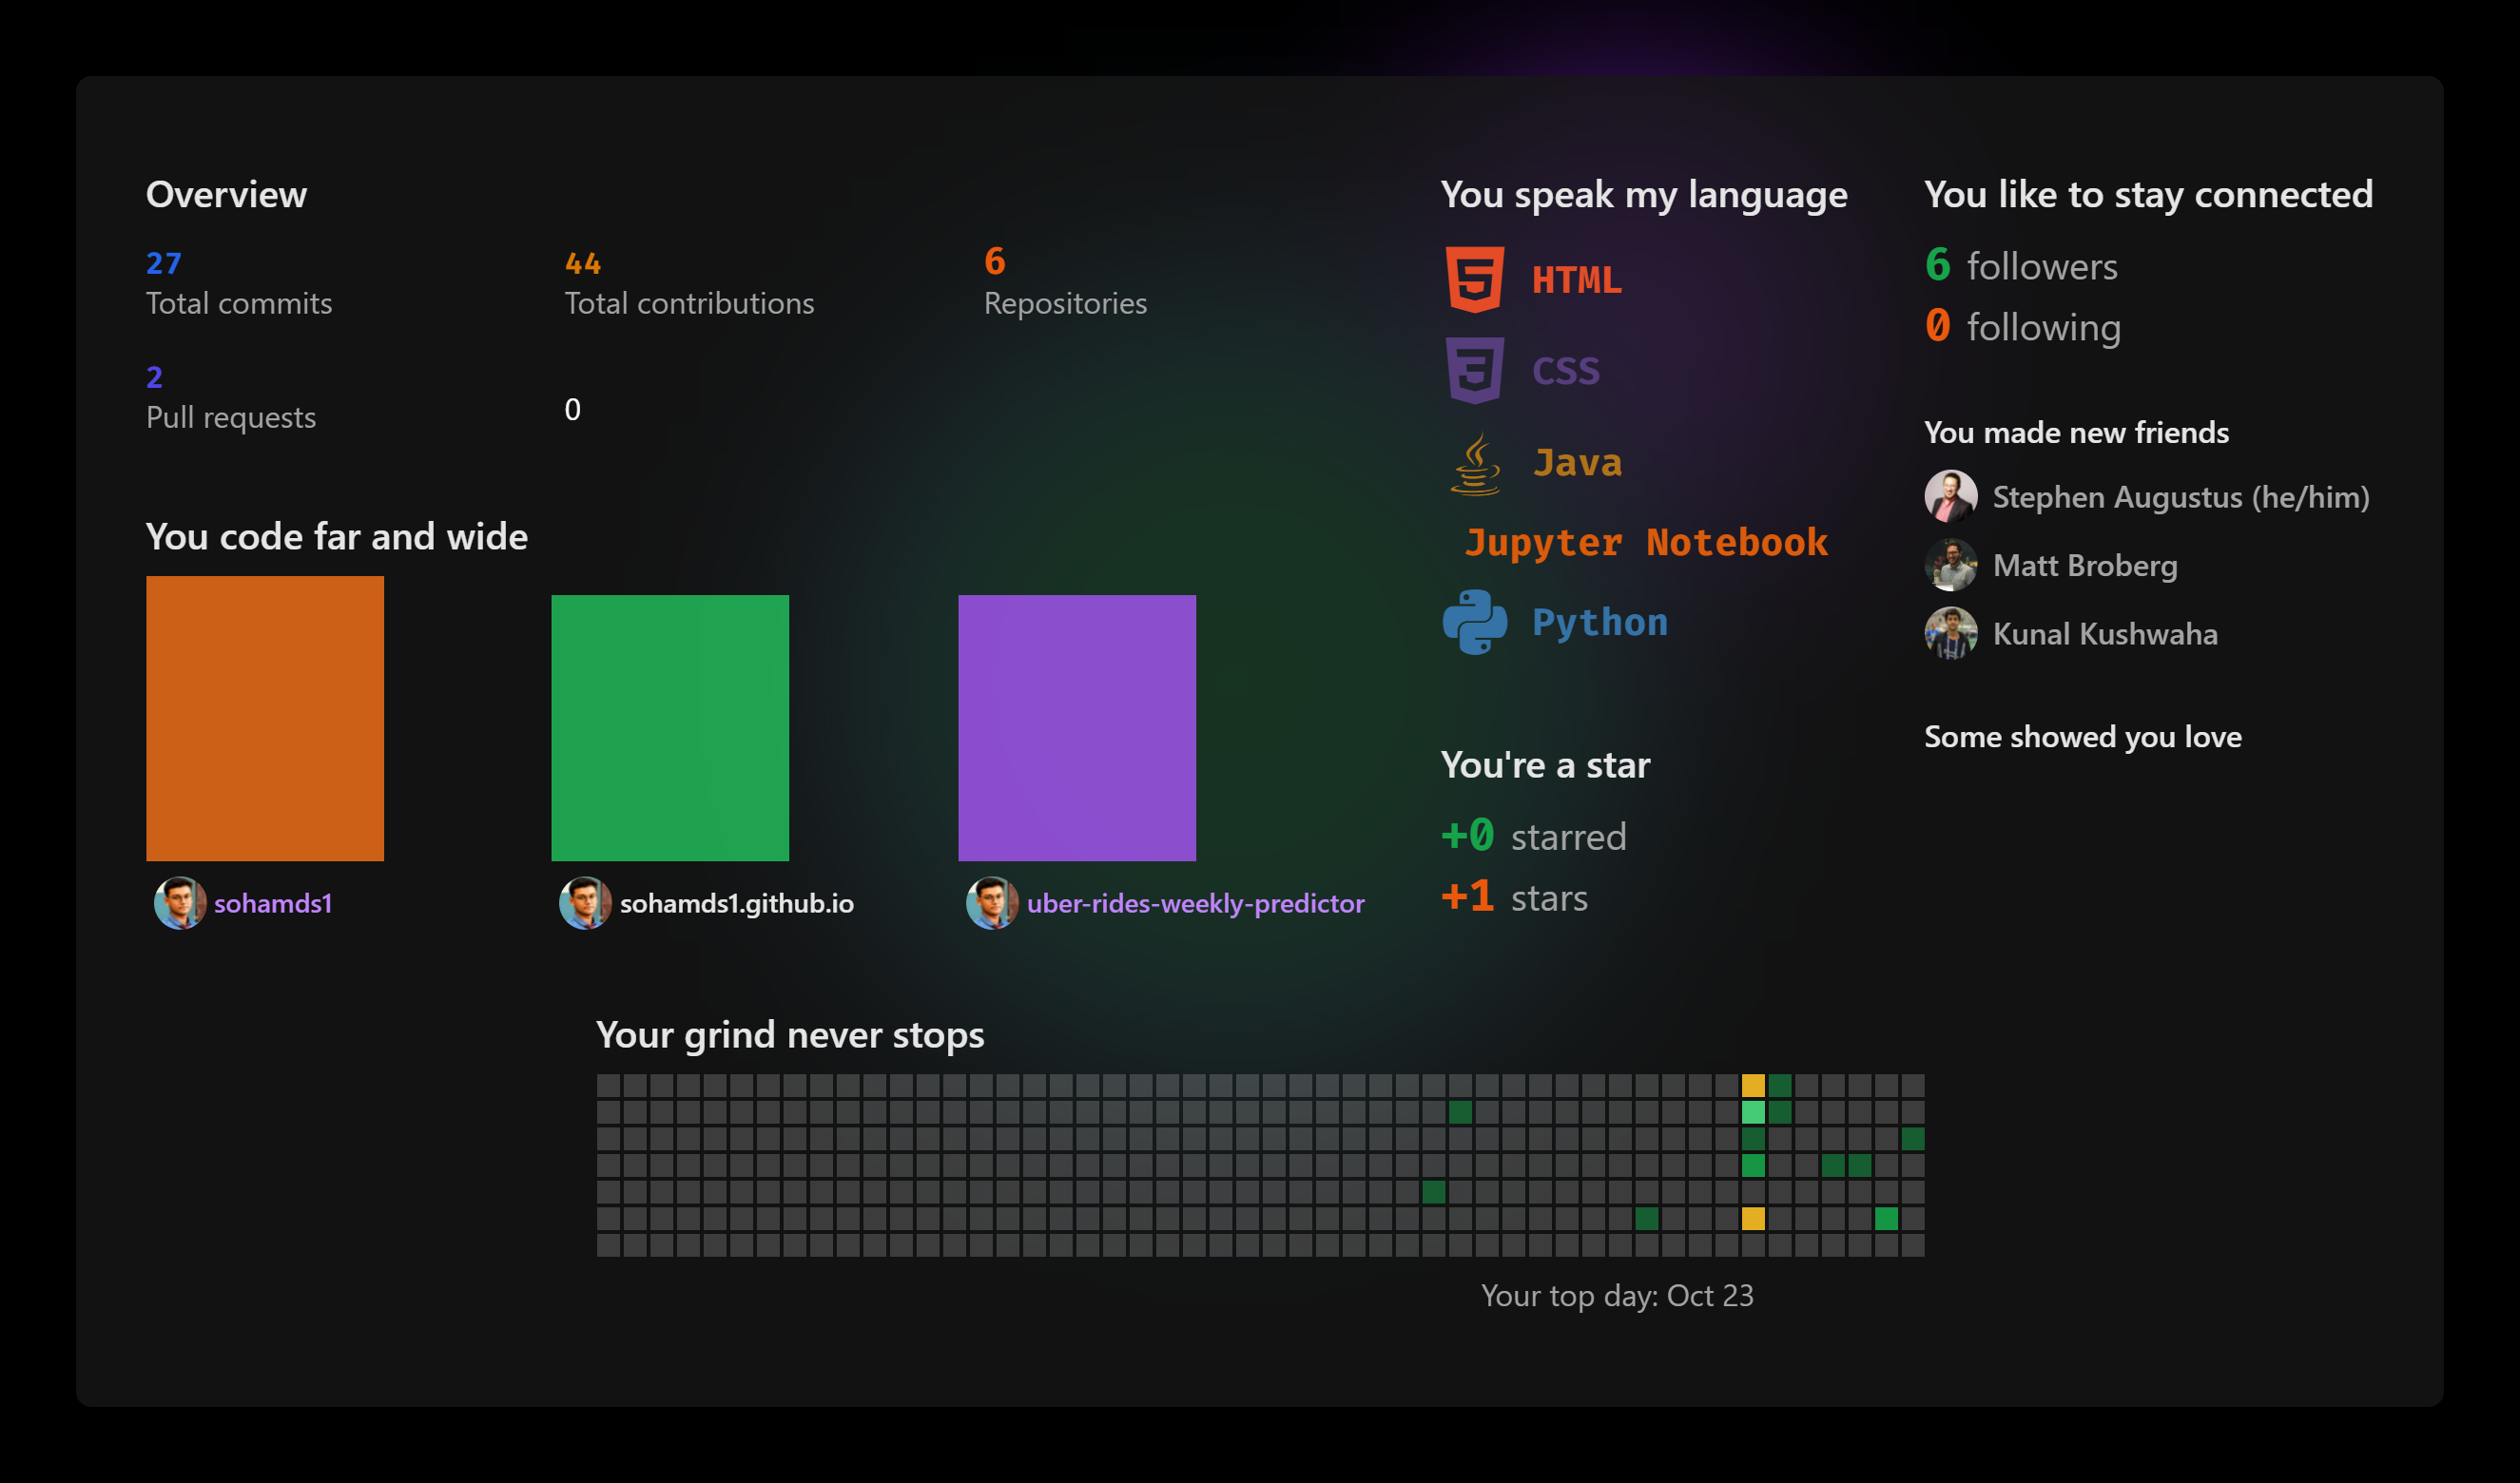 Overview
27
Total commits
44
Total contributions
6
Repositories
2
Pull requests
0
You code far and wide
sohamds1
sohamds1.github.io
uber-rides-weekly-predictor
You speak my language
HTML
CSS
Java
Jupyter Notebook
Python
You're a star
+0 starred
+1 stars
You like to stay connected
6 followers
0 following
You made new friends
Stephen Augustus (he/him)
Matt Broberg
Kunal Kushwaha
Some showed you love
Your grind never stops
Your top day: Oct 23